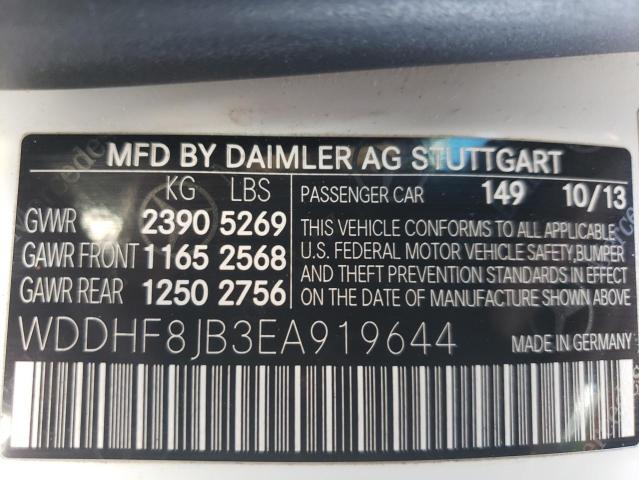 MFD BY DAIMLER AG STUTTGART
KG LBS
GVWR 2390 5269
GAWR FRONT 1165 2568
GAWR REAR 1250 2756
PASSENGER CAR 149 10/13
THIS VEHICLE CONFORMS TO ALL APPLICABLE
U.S. FEDERAL MOTOR VEHICLE SAFETY,BUMPER
AND THEFT PREVENTION STANDARDS IN EFFECT
ON THE DATE OF MANUFACTURE SHOWN ABOVE
WDDHF8JB3EA919644 MADE IN GERMANY